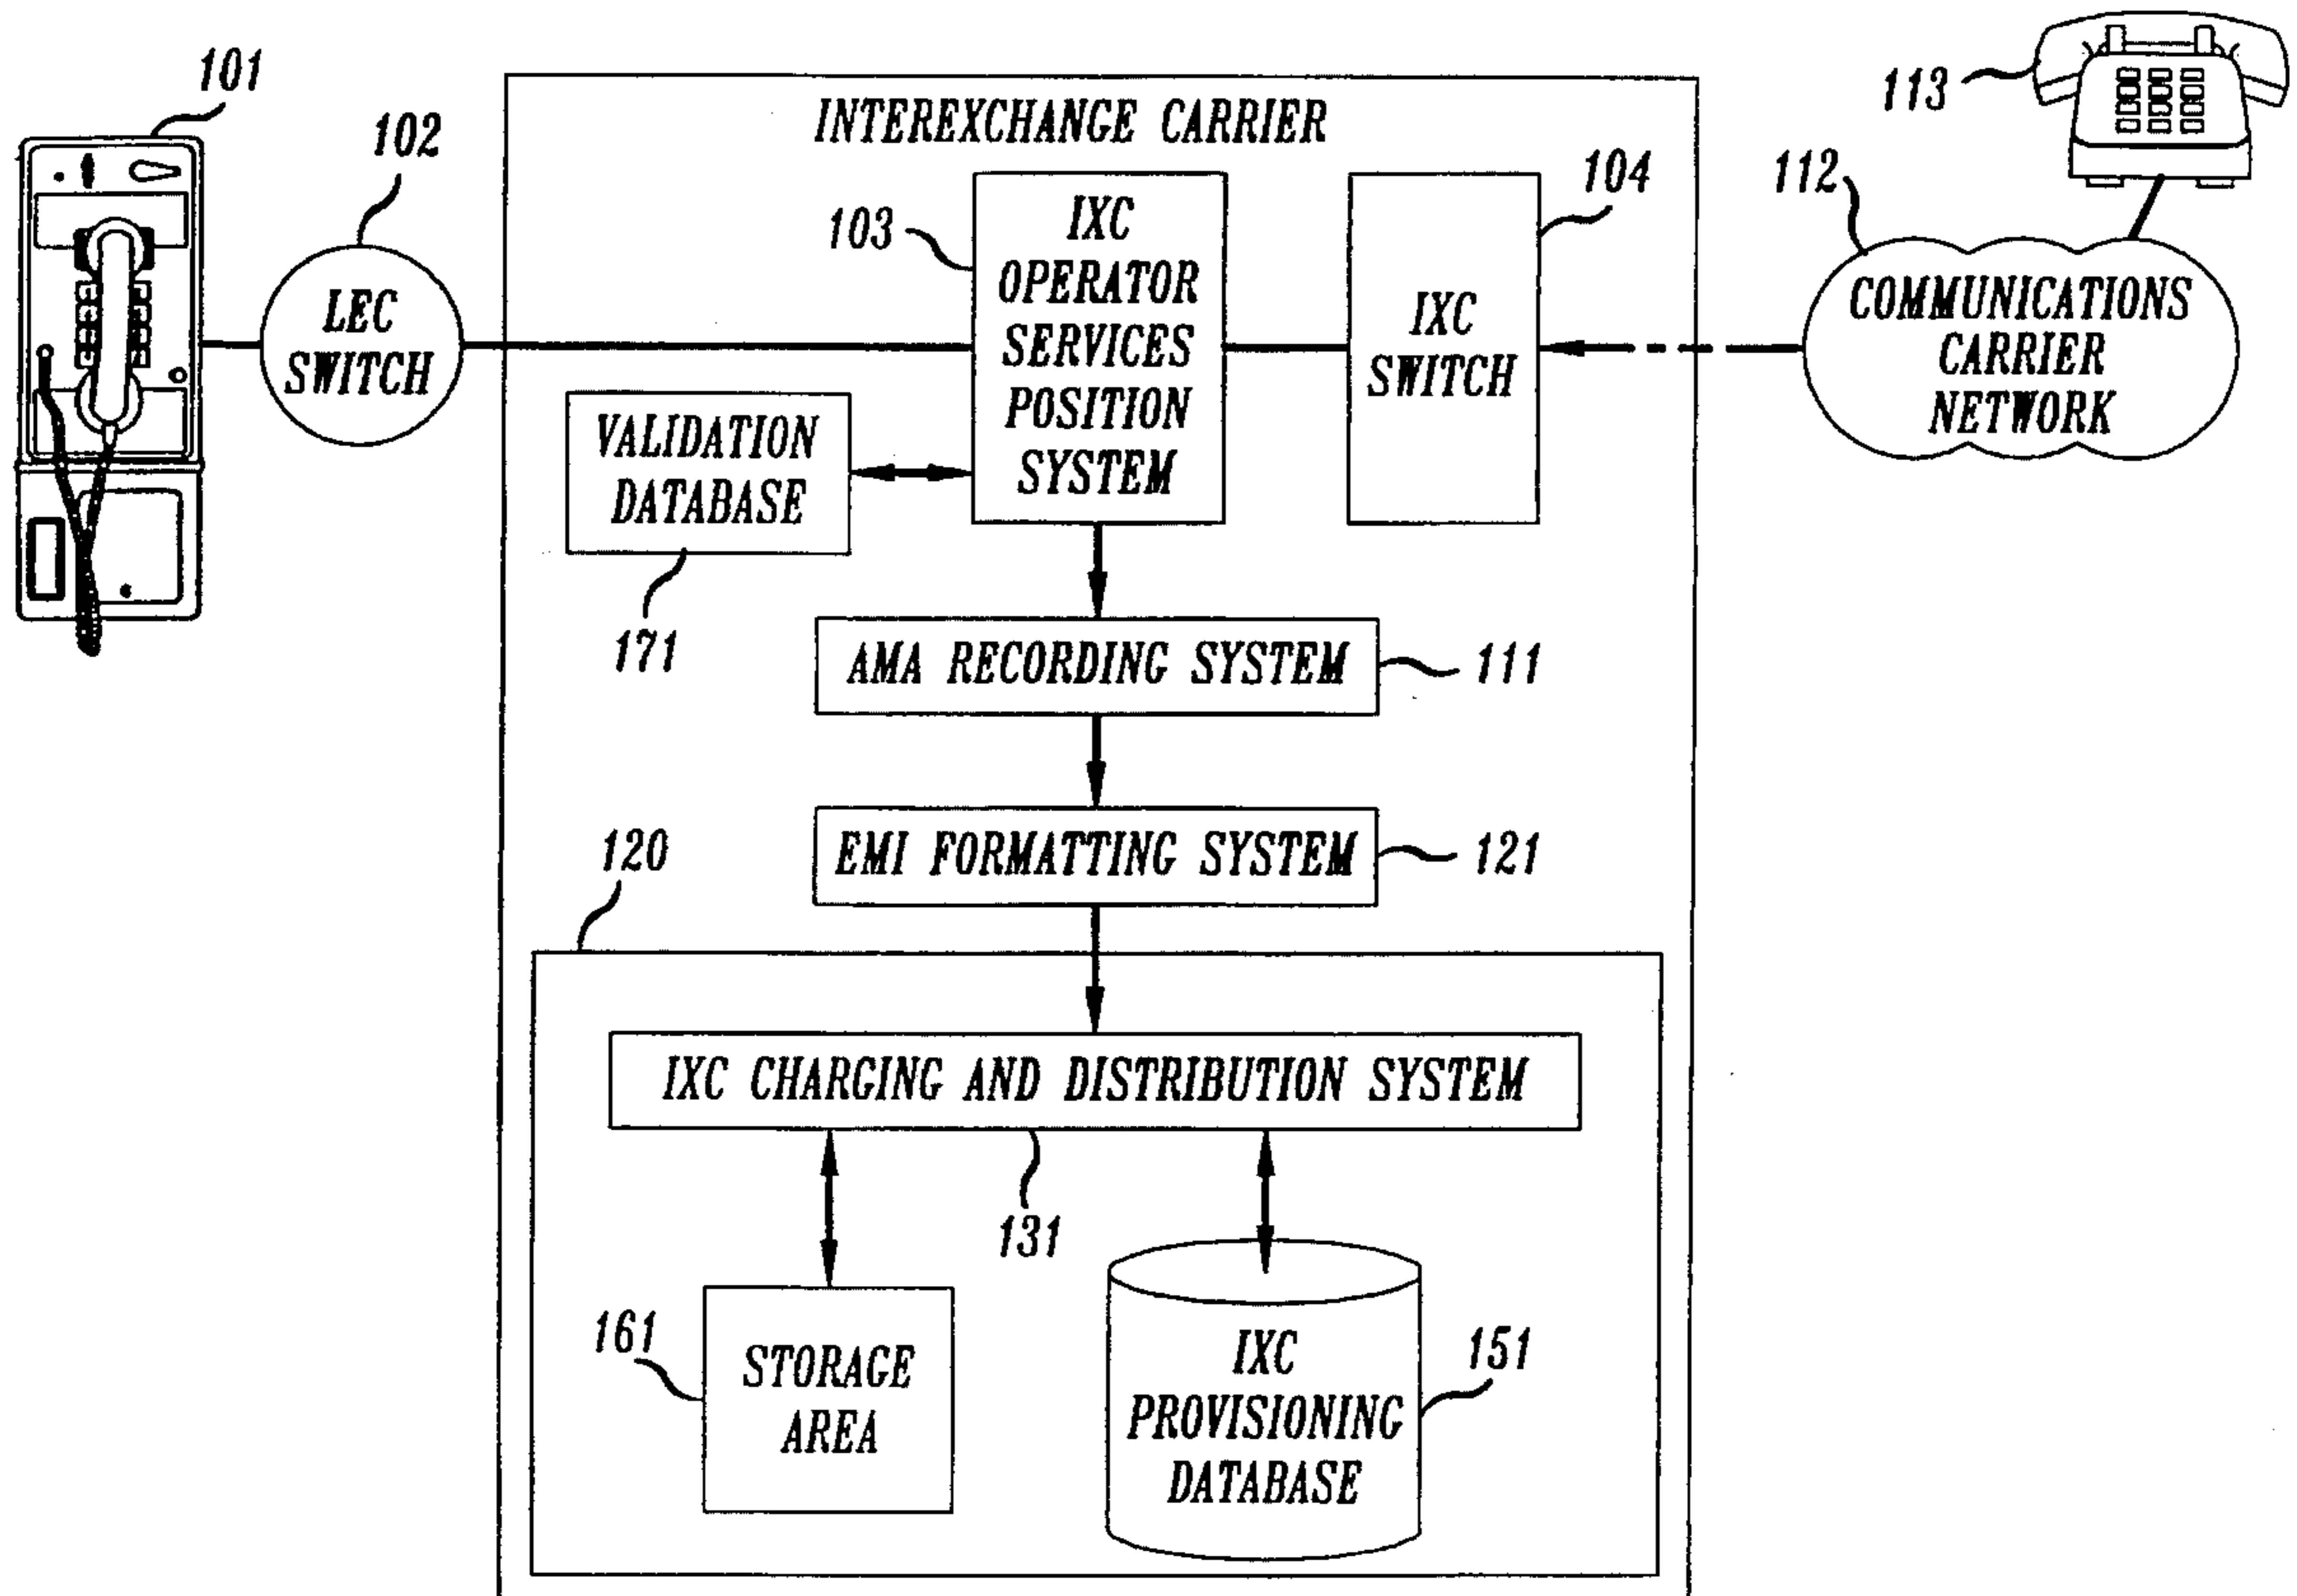 101
102
INTEREXCHANGE CARRIER
113
112
104
103
IXC
OPERATOR
SERVICES
POSITION
SYSTEM
IXC
SWITCH
COMMUNICATIONS
CARRIER
NETWORK
LEC
SWITCH
VALIDATION
DATABASE
171
AMA RECORDING SYSTEM
111
EMI FORMATTING SYSTEM
121
120
IXC CHARGING AND DISTRIBUTION SYSTEM
131
161
STORAGE
AREA
IXC
PROVISIONING
DATABASE
151